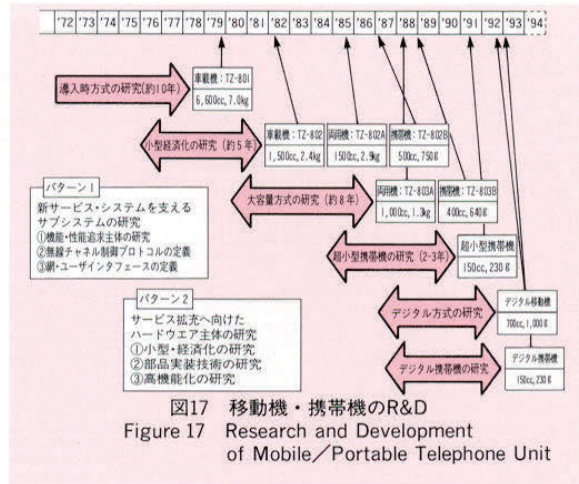 '72 '73 '74 '75 '76 '77 '78 '79 '80 '81 '82 '83 '84 '85 '86 '87 '88 '89 '90 '91 '92 '93 '94
導入時方式の研究(約10年)
車載機:TZ-801
6,600cc, 7.0kg
小型経済化の研究(約5年)
車載機:TZ-802
1,500cc, 2.4kg
両用機:TZ-802A
1500cc, 2.9kg
携帯機:TZ-802B
500cc, 750g
大容量方式の研究(約8年)
両用機:TZ-803A
1,000cc, 1.3kg
携帯機:TZ-803B
400cc, 640g
超小型携帯機の研究(2-3年)
超小型携帯機
150cc, 230g
デジタル方式の研究
デジタル移動機
700cc, 1,000g
デジタル携帯機の研究
デジタル携帯機
150cc, 230g
パターン1
新サービス・システムを支える
サブシステムの研究
①機能・性能追求主体の研究
②無線チャネル制御プロトコルの定義
③網・ユーザインタフェースの定義
パターン2
サービス拡充へ向けた
ハードウエア主体の研究
①小型・経済化の研究
②部品実装技術の研究
③高機能化の研究
図17 移動機・携帯機のR&D
Figure 17 Research and Development
of Mobile/Portable Telephone Unit